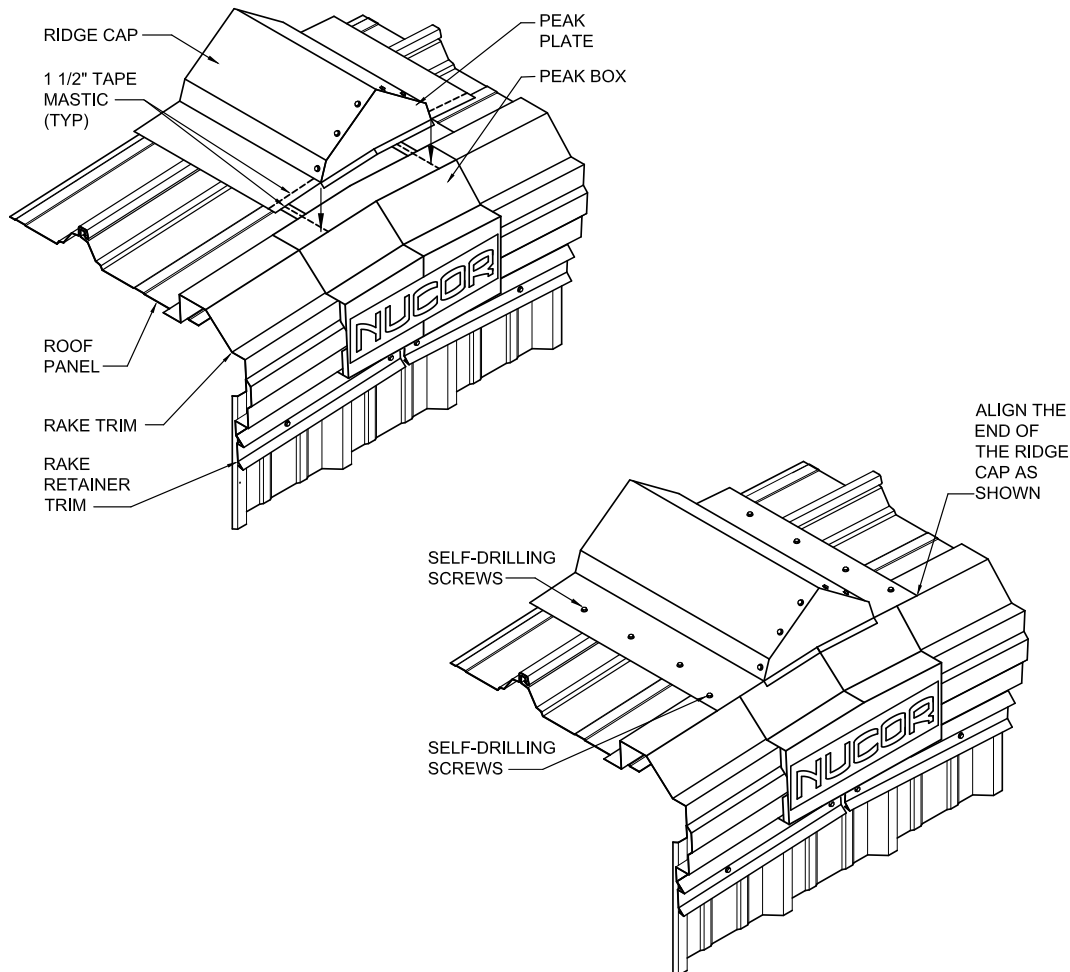 RIDGE CAP
1 1/2" TAPE
MASTIC
(TYP)
PEAK
PLATE
PEAK BOX
NUCOR
ROOF
PANEL
RAKE TRIM
RAKE
RETAINER
TRIM
ALIGN THE
END OF
THE RIDGE
CAP AS
SHOWN
SELF-DRILLING
SCREWS
SELF-DRILLING
SCREWS
NUCOR